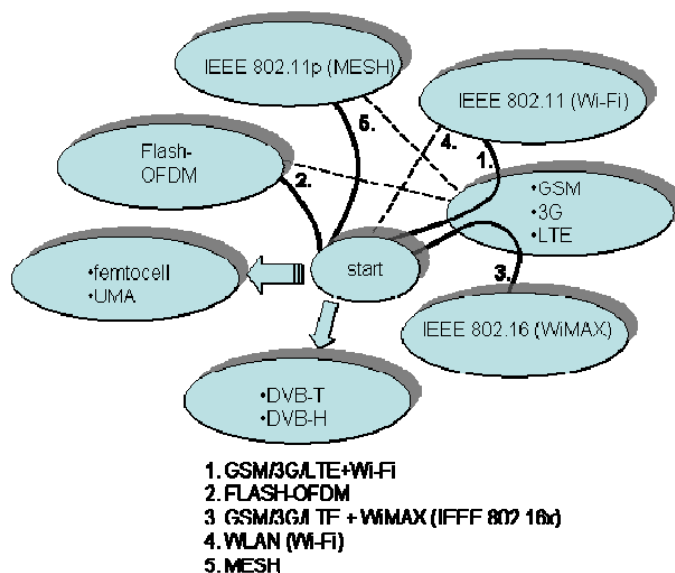 IEEE 802.11p (MESH)
IEEE 802.11 (Wi-Fi)
5.
4.
1.
Flash-
OFDM
2.
•GSM
•3G
•LTE
•femtocell
•UMA
start
3.
IEEE 802.16 (WiMAX)
•DVB-T
•DVB-H
1. GSM/3G/LTE+Wi-Fi
2. FLASH-OFDM
3 GSM/3G/LTE + WiMAX (IEEE 802 16x)
4. WLAN (Wi-Fi)
5. MESH